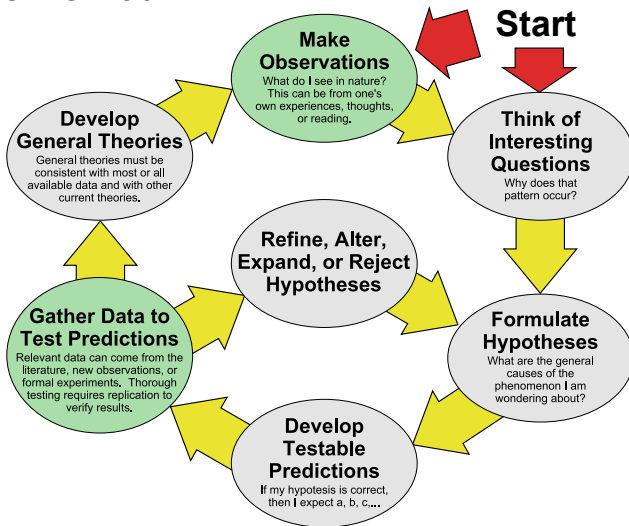 Start
Make
Observations
What do I see in nature?
This can be from one's
own experiences, thoughts,
or reading.
Think of
Interesting
Questions
Why does that
pattern occur?
Formulate
Hypotheses
What are the general
causes of the
phenomenon I am
wondering about?
Develop
Testable
Predictions
If my hypotesis is correct,
then I expect a, b, c,...
Gather Data to
Test Predictions
Relevant data can come from the
literature, new observations, or
formal experiments. Thorough
testing requires replication to
verify results.
Refine, Alter,
Expand, or Reject
Hypotheses
Develop
General Theories
General theories must be
consistent with most or all
available data and with other
current theories.